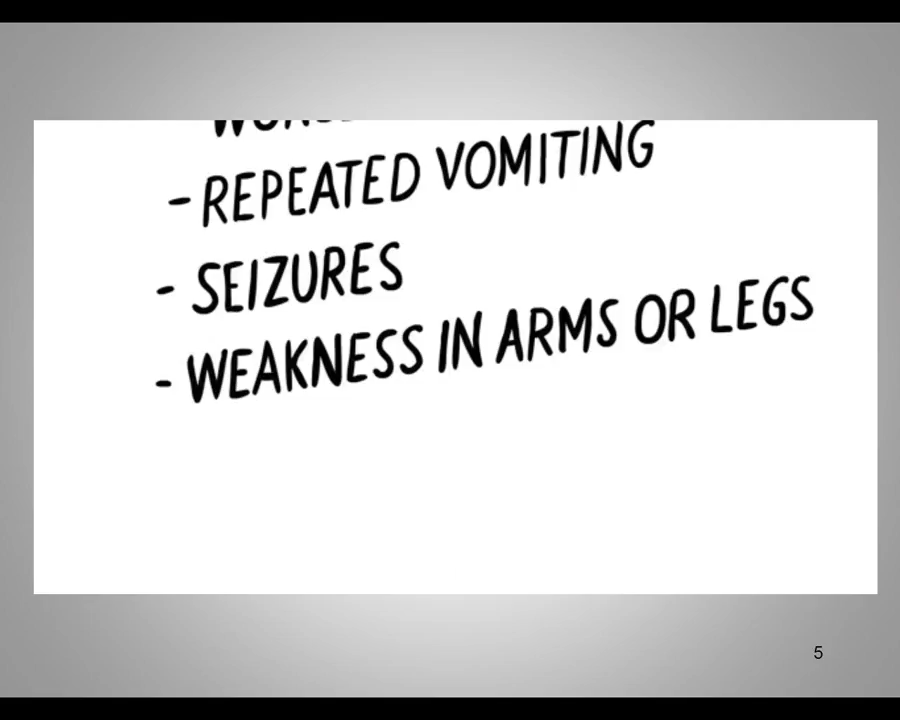 - REPEATED VOMITING
- SEIZURES
- WEAKNESS IN ARMS OR LEGS
5